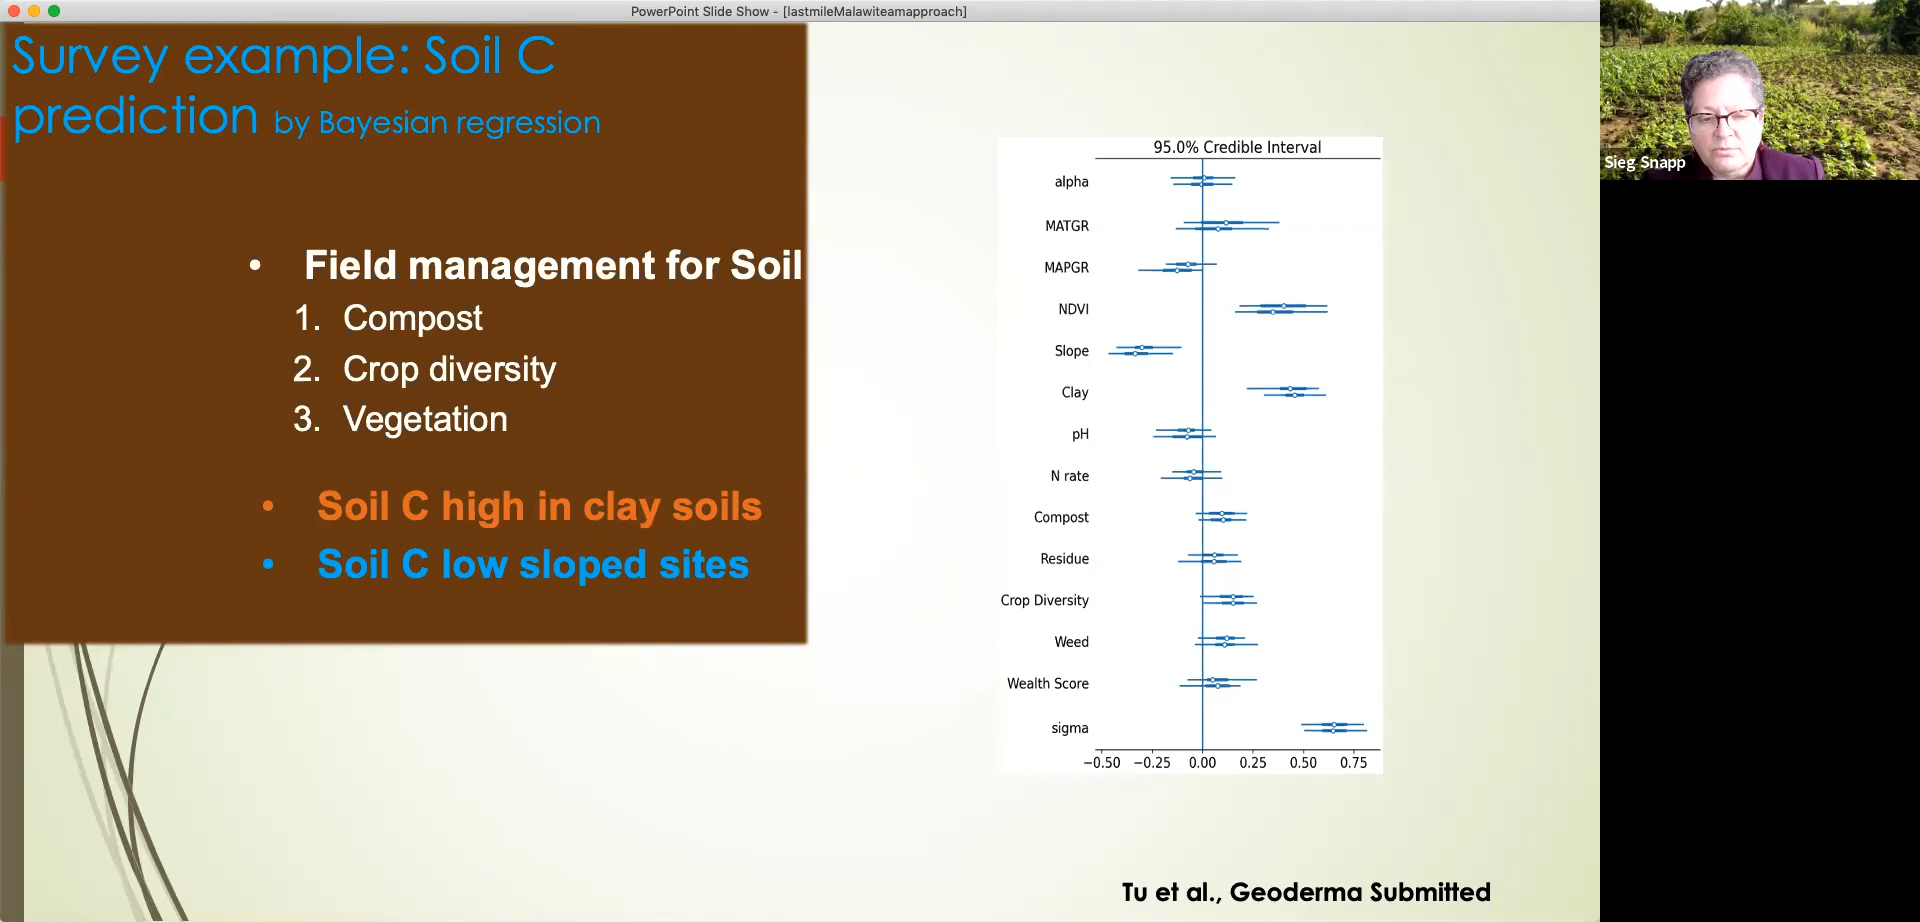 PowerPoint Slide Show - [lastmileMalawiteamapproach]
Survey example: Soil C
prediction by Bayesian regression
• Field management for Soil
1. Compost
2. Crop diversity
3. Vegetation
• Soil C high in clay soils
• Soil C low sloped sites
95.0% Credible Interval
alpha
MATGR
MAPGR
NDVI
Slope
Clay
pH
N rate
Compost
Residue
Crop Diversity
Weed
Wealth Score
sigma
−0.50 −0.25 0.00 0.25 0.50 0.75
Tu et al., Geoderma Submitted
Sieg Snapp